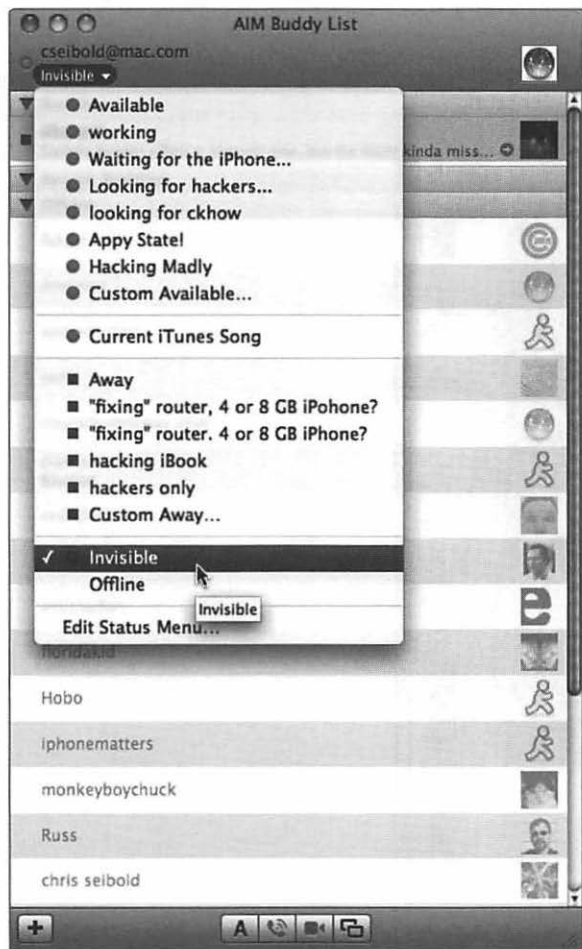 AIM Buddy List
cseibold@mac.com
Invisible
Available
working
Waiting for the iPhone...
kinda miss...
Looking for hackers...
looking for ckhow
Appy State!
Hacking Madly
Custom Available...
Current iTunes Song
Away
"fixing" router, 4 or 8 GB iPohone?
"fixing" router. 4 or 8 GB iPhone?
hacking iBook
hackers only
Custom Away...
✓ Invisible
Offline
Invisible
Edit Status Menu...
floridakid
Hobo
iphonematters
monkeyboychuck
Russ
chris seibold
A